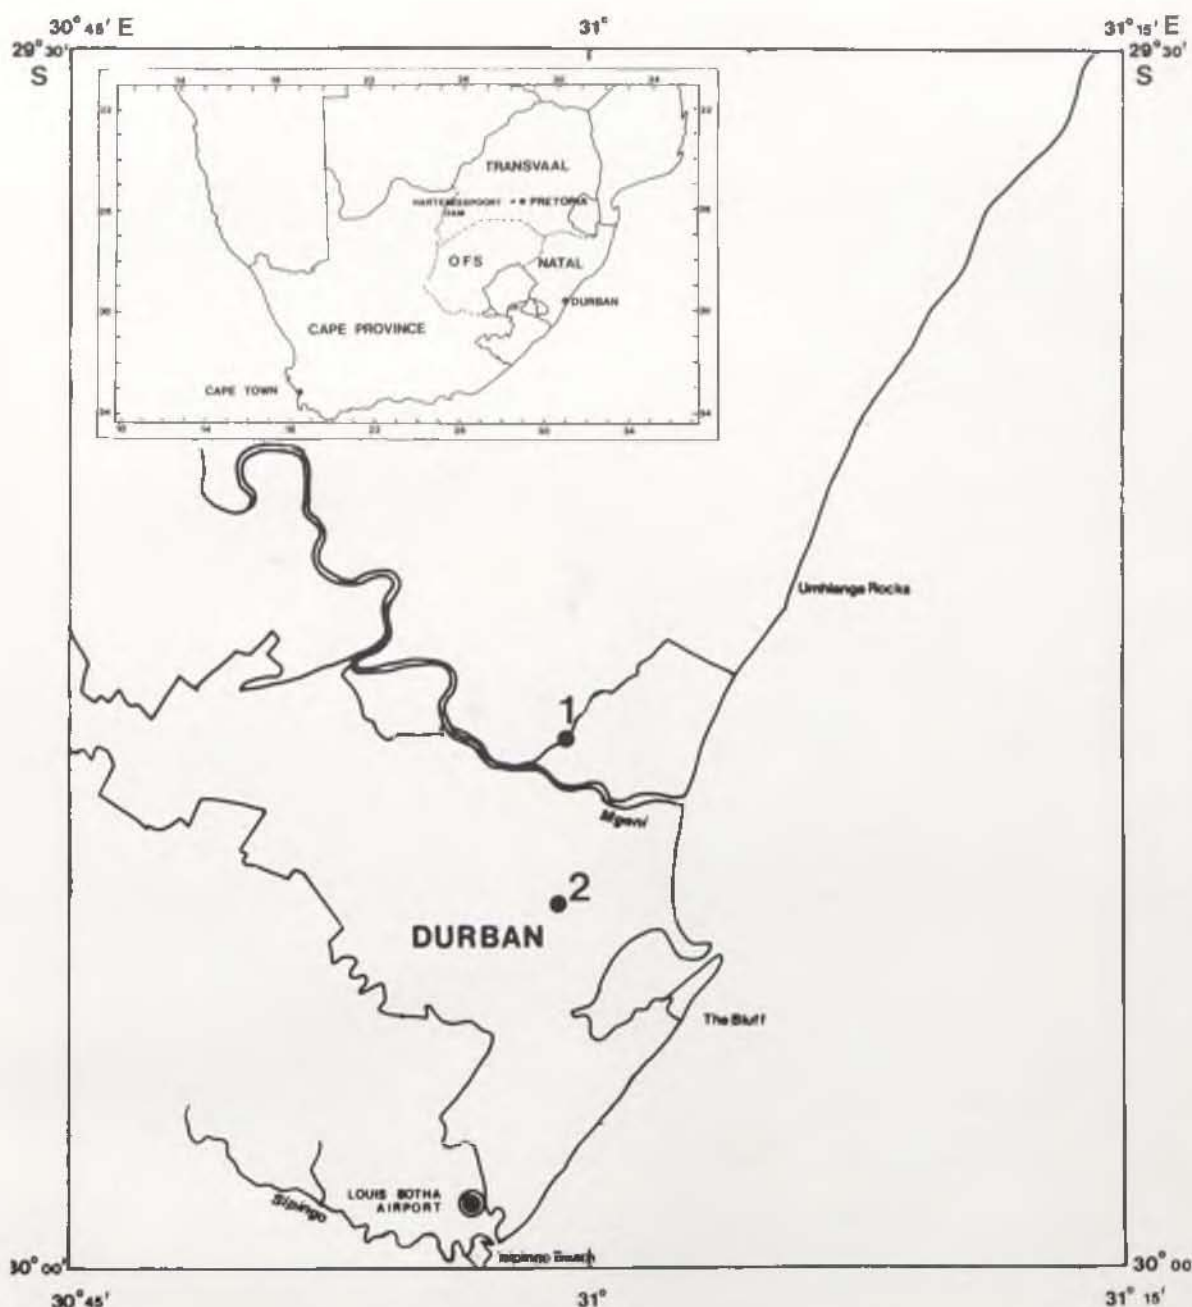 30° 45' E
31°
31° 15' E
29° 30'
S
29° 30'
S
TRANSVAAL
PRETORIA
DAM
OFS
NATAL
DURBAN
CAPE PROVINCE
CAPE TOWN
Umhlanga Rocks
1
Mgeni
2
DURBAN
The Bluff
LOUIS BOTHA
AIRPORT
Sipingo
30° 00'
30° 00
30° 45'
31°
31° 15'